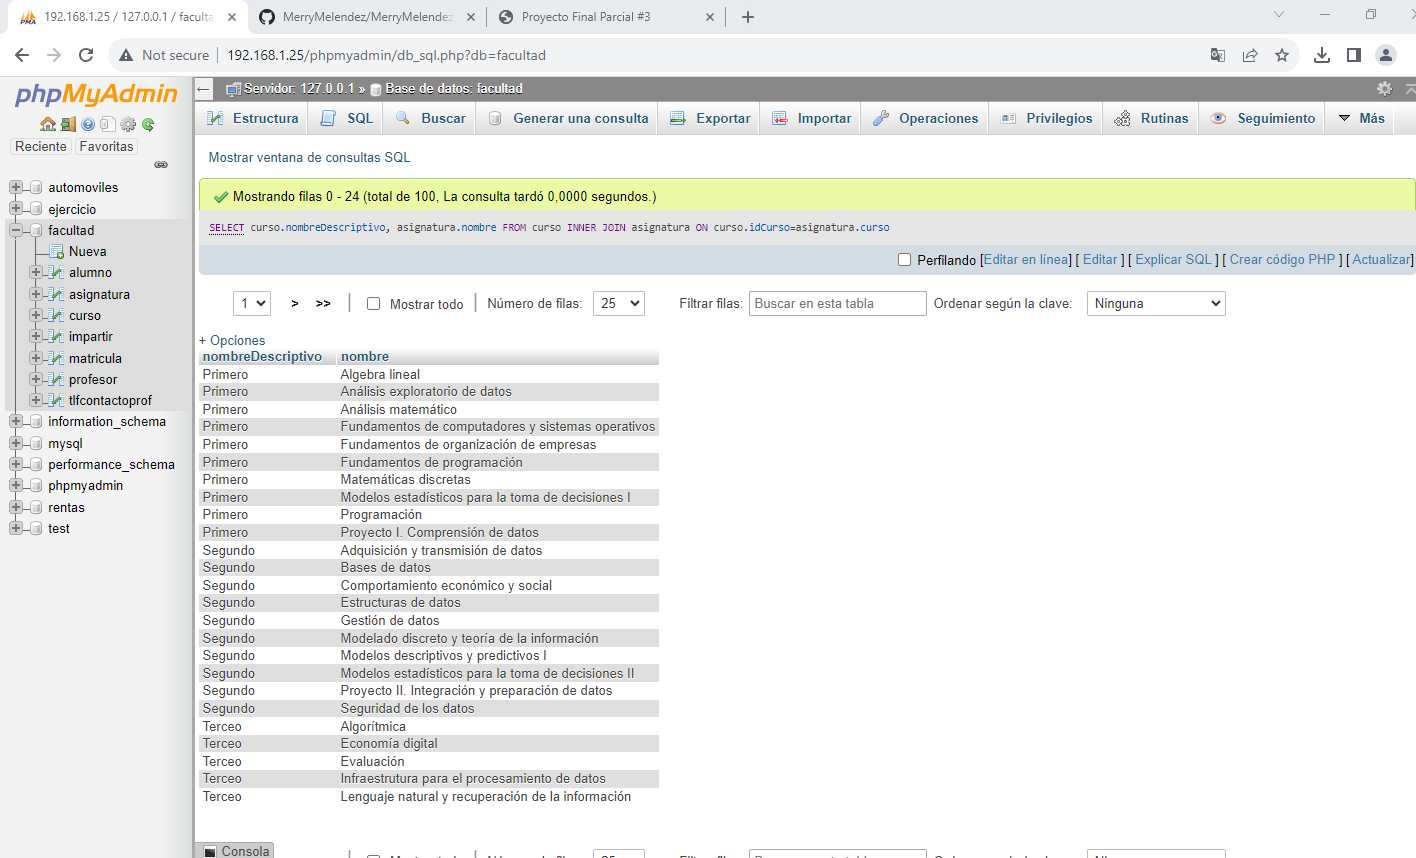 192.168.1.25 / 127.0.0.1 / faculta
MerryMelendez/MerryMelendez
Proyecto Final Parcial #3
Not secure
192.168.1.25/phpmyadmin/db_sql.php?db=facultad
phpMyAdmin
Reciente Favoritas
automoviles
ejercicio
facultad
Nueva
alumno
asignatura
curso
impartir
matricula
profesor
tlfcontactoprof
information_schema
mysql
performance_schema
phpmyadmin
rentas
test
Servidor: 127.0.0.1 » Base de datos: facultad
Estructura SQL Buscar Generar una consulta Exportar Importar Operaciones Privilegios Rutinas Seguimiento Más
Mostrar ventana de consultas SQL
Mostrando filas 0 - 24 (total de 100, La consulta tardó 0,0000 segundos.)
SELECT curso.nombreDescriptivo, asignatura.nombre FROM curso INNER JOIN asignatura ON curso.idCurso=asignatura.curso
Perfilando [Editar en línea] [ Editar ] [ Explicar SQL ] [ Crear código PHP ] [ Actualizar]
1 > >> | Mostrar todo | Número de filas: 25 Filtrar filas: Buscar en esta tabla Ordenar según la clave: Ninguna
+ Opciones
nombreDescriptivo nombre
Primero Algebra lineal
Primero Análisis exploratorio de datos
Primero Análisis matemático
Primero Fundamentos de computadores y sistemas operativos
Primero Fundamentos de organización de empresas
Primero Fundamentos de programación
Primero Matemáticas discretas
Primero Modelos estadísticos para la toma de decisiones I
Primero Programación
Primero Proyecto I. Comprensión de datos
Segundo Adquisición y transmisión de datos
Segundo Bases de datos
Segundo Comportamiento económico y social
Segundo Estructuras de datos
Segundo Gestión de datos
Segundo Modelado discreto y teoría de la información
Segundo Modelos descriptivos y predictivos I
Segundo Modelos estadísticos para la toma de decisiones II
Segundo Proyecto II. Integración y preparación de datos
Segundo Seguridad de los datos
Terceo Algorítmica
Terceo Economía digital
Terceo Evaluación
Terceo Infraestrutura para el procesamiento de datos
Terceo Lenguaje natural y recuperación de la información
Consola